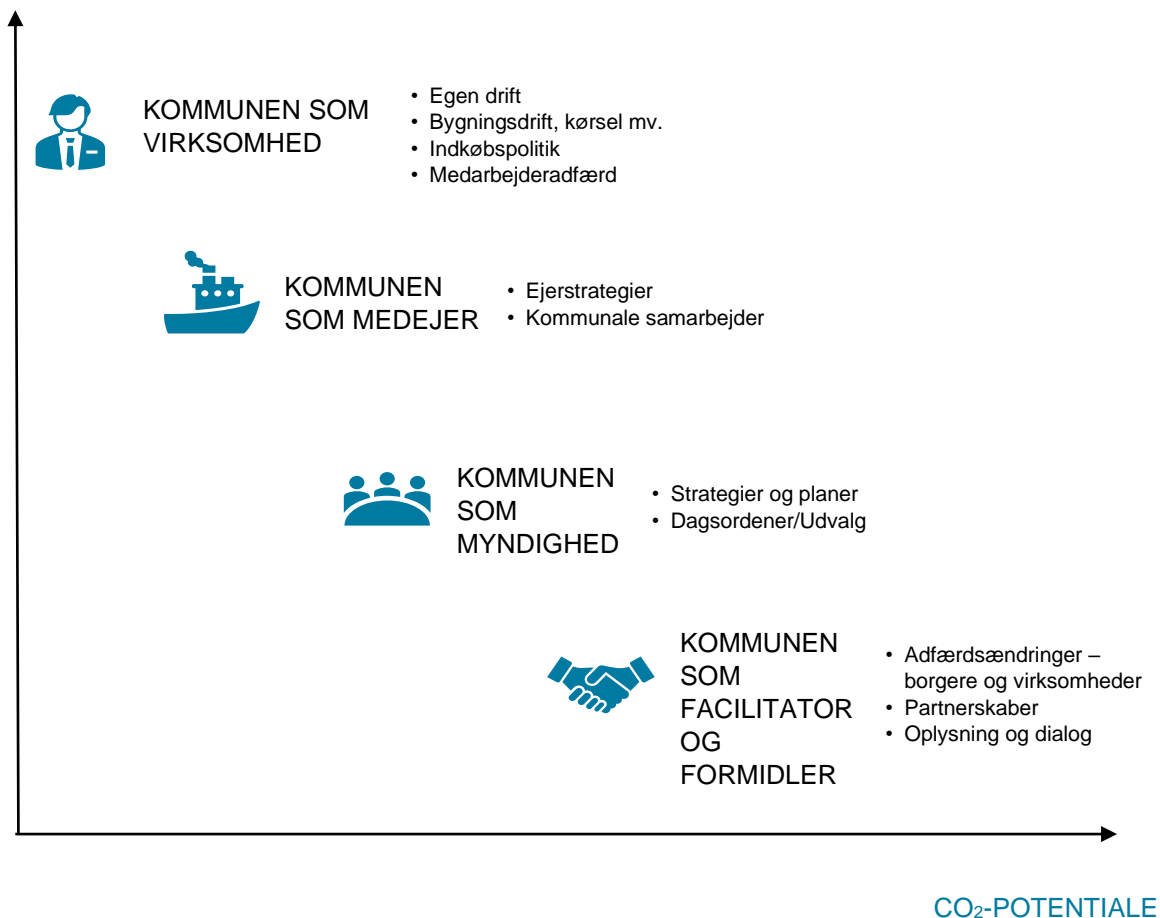 KOMMUNEN SOM
VIRKSOMHED
• Egen drift
• Bygningsdrift, kørsel mv.
• Indkøbspolitik
• Medarbejderadfærd
KOMMUNEN
SOM MEDEJER
• Ejerstrategier
• Kommunale samarbejder
KOMMUNEN
SOM
MYNDIGHED
• Strategier og planer
• Dagsordener/Udvalg
KOMMUNEN
SOM
FACILITATOR
OG
FORMIDLER
• Adfærdsændringer –
borgere og virksomheder
• Partnerskaber
• Oplysning og dialog
CO₂-POTENTIALE